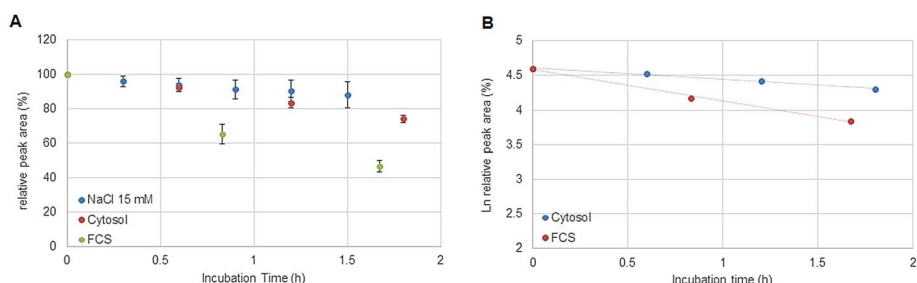 A
relative peak area (%)
120
100
80
60
40
20
0
NaCl 15 mM
Cytosol
FCS
0
0.5
1
1.5
2
Incubation Time (h)
B
Ln relative peak area (%)
5
4.5
4
3.5
3
2.5
2
Cytosol
FCS
0
0.5
1
1.5
2
Incubation time (h)